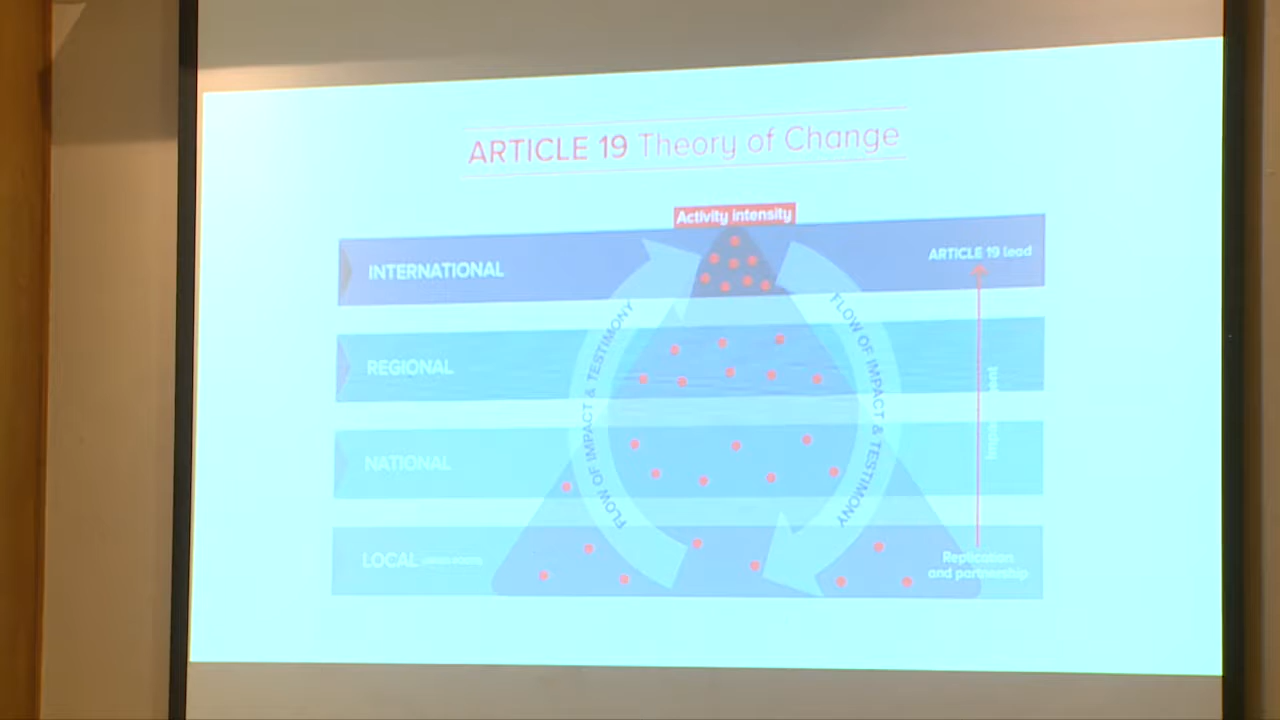 ARTICLE 19 Theory of Change
Activity intensity
INTERNATIONAL
ARTICLE 19 lead
REGIONAL
NATIONAL
LOCAL
FLOW OF IMPACT & TESTIMONY
FLOW OF IMPACT & TESTIMONY
Replication
and partnership